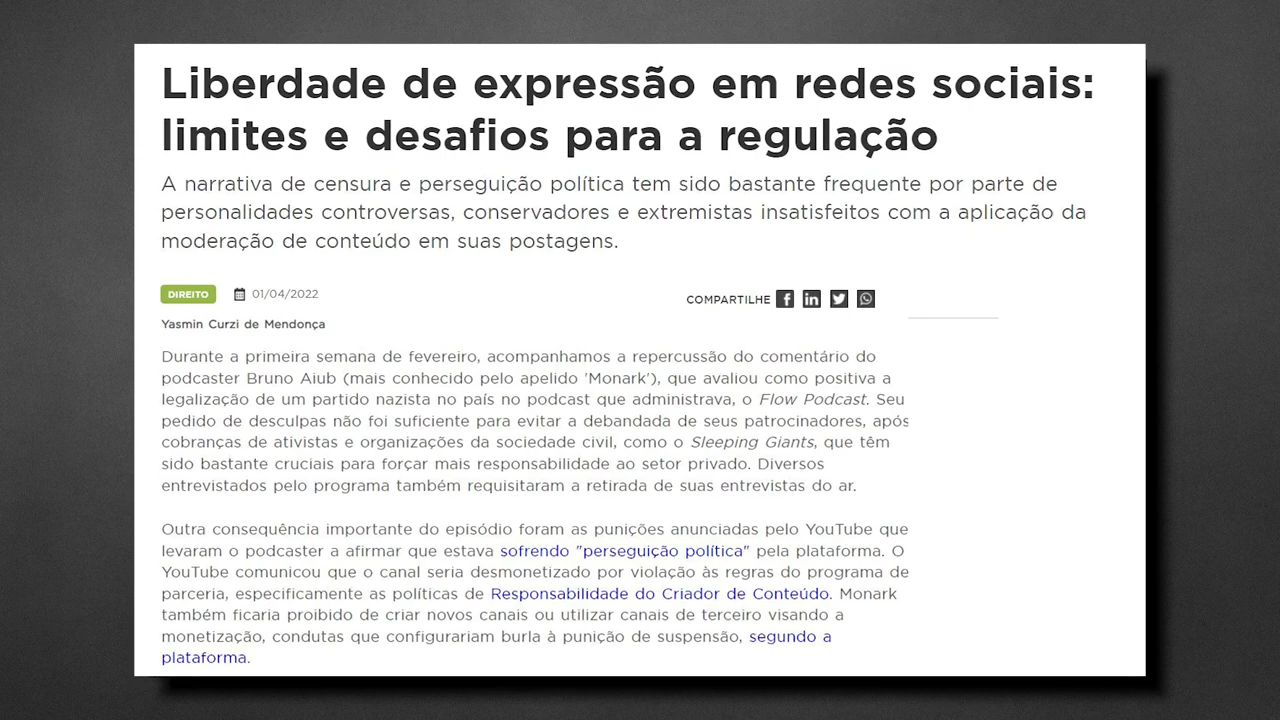 Liberdade de expressão em redes sociais:
limites e desafios para a regulação
A narrativa de censura e perseguição política tem sido bastante frequente por parte de
personalidades controversas, conservadores e extremistas insatisfeitos com a aplicação da
moderação de conteúdo em suas postagens.
DIREITO 01/04/2022 COMPARTILHE
Yasmin Curzi de Mendonça
Durante a primeira semana de fevereiro, acompanhamos a repercussão do comentário do
podcaster Bruno Aiub (mais conhecido pelo apelido 'Monark'), que avaliou como positiva a
legalização de um partido nazista no país no podcast que administrava, o Flow Podcast. Seu
pedido de desculpas não foi suficiente para evitar a debandada de seus patrocinadores, após
cobranças de ativistas e organizações da sociedade civil, como o Sleeping Giants, que têm
sido bastante cruciais para forçar mais responsabilidade ao setor privado. Diversos
entrevistados pelo programa também requisitaram a retirada de suas entrevistas do ar.
Outra consequência importante do episódio foram as punições anunciadas pelo YouTube que
levaram o podcaster a afirmar que estava sofrendo "perseguição política" pela plataforma. O
YouTube comunicou que o canal seria desmonetizado por violação às regras do programa de
parceria, especificamente as políticas de Responsabilidade do Criador de Conteúdo. Monark
também ficaria proibido de criar novos canais ou utilizar canais de terceiro visando a
monetização, condutas que configurariam burla à punição de suspensão, segundo a
plataforma.